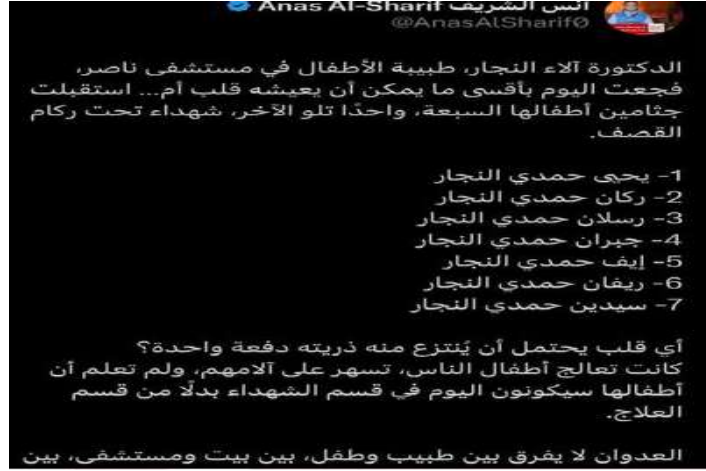 أنس الشريف Anas Al-Sharif
@AnasAlSharif0
الدكتورة آلاء النجار، طبيبة الأطفال في مستشفى ناصر،
فجعت اليوم بأقسى ما يمكن أن يعيشه قلب أم... استقبلت
جثامين أطفالها السبعة، واحدًا تلو الآخر، شهداء تحت ركام
القصف.
1- يحيى حمدي النجار
2- ركان حمدي النجار
3- رسلان حمدي النجار
4- جبران حمدي النجار
5- إيف حمدي النجار
6- ريفان حمدي النجار
7- سيدين حمدي النجار
أي قلب يحتمل أن يُنتزع منه ذريته دفعة واحدة؟
كانت تعالج أطفال الناس، تسهر على آلامهم، ولم تعلم أن
أطفالها سيكونون اليوم في قسم الشهداء بدلًا من قسم
العلاج.
العدوان لا يفرق بين طبيب وطفل، بين بيت ومستشفى، بين